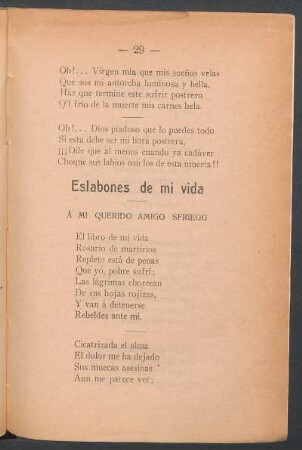 — 29 —
Oh!... Vírgen mia que mis sueños velas
Que sos mi antorcha luminosa y bella,
Haz que termine este sufrir postrero
Q'l frio de la muerte mis carnes hela.
Oh!... Dios piadoso que lo puedes todo
Si esta debe ser mi hora postrera,
¡¡¡Dile que al menos cuando ya cadáver
Choque sus labios con los de esta muerta!!
Eslabones de mi vida
Á MI QUERIDO AMIGO SFRIEGG
El libro de mi vida
Rosario de martirios
Repleto está de penas
Que yo, pobre sufrí;
Las lágrimas chorrean
De sus hojas rojizas,
Y van á detenerse
Rebeldes ante mi.
Cicatrizada el alma
El dolor me ha dejado
Sus muecas asesinas
Aun me parece ver;